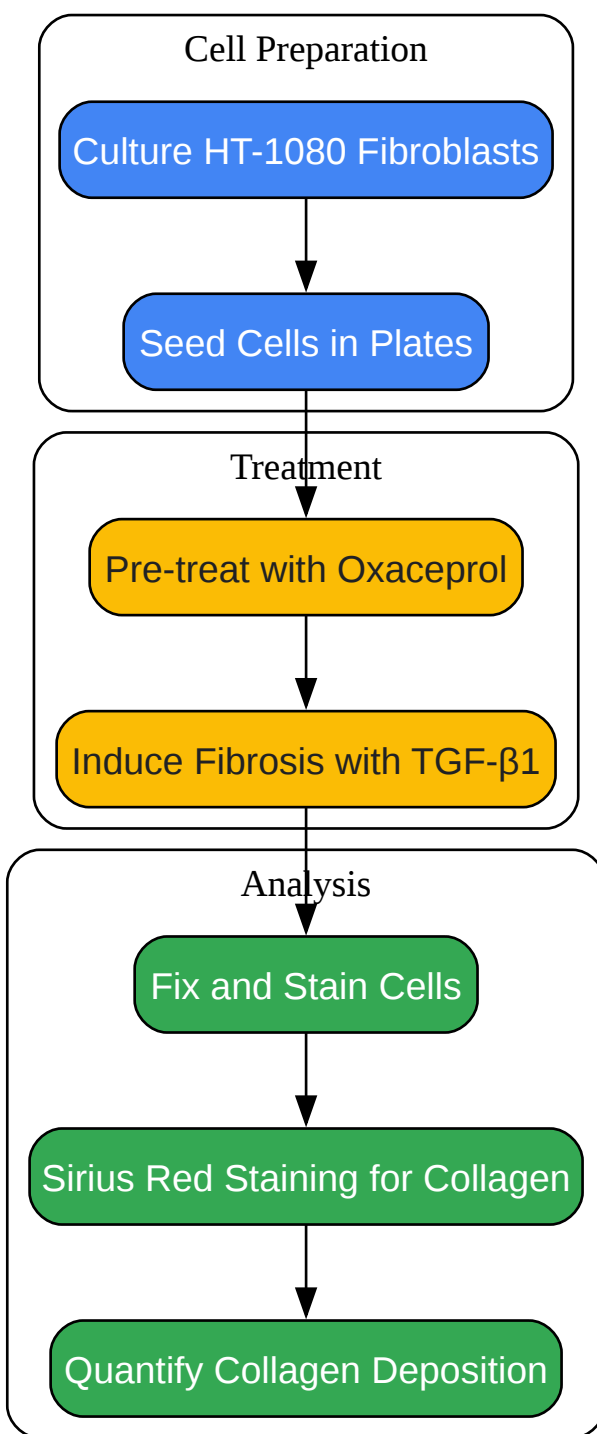 Cell Preparation
Culture HT-1080 Fibroblasts
Seed Cells in Plates
Treatment
Pre-treat with Oxaceprol
Induce Fibrosis with TGF-β1
Analysis
Fix and Stain Cells
Sirius Red Staining for Collagen
Quantify Collagen Deposition